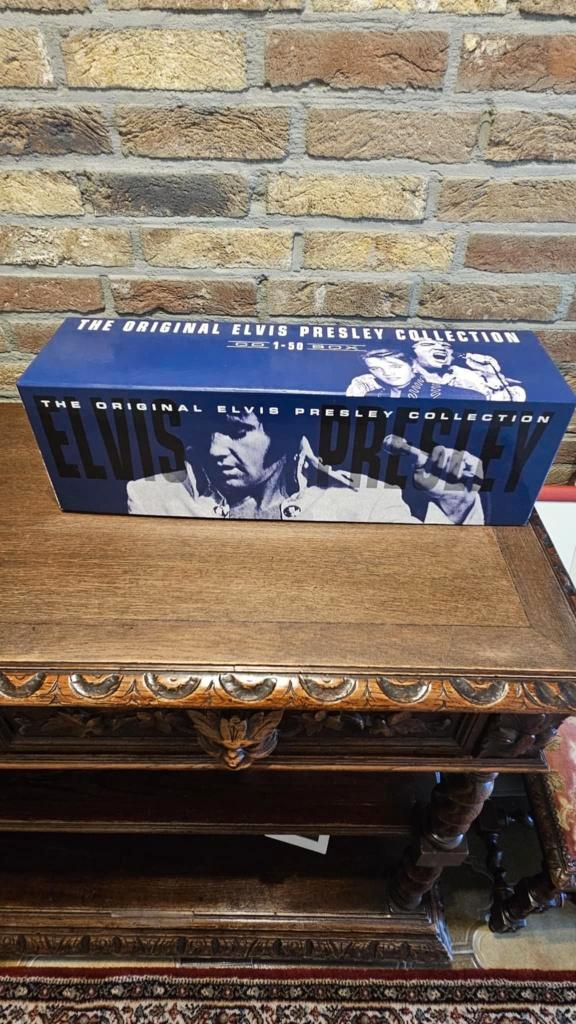 THE ORIGINAL ELVIS PRESLEY COLLECTION
CD 1-50 BOX
THE ORIGINAL ELVIS PRESLEY COLLECTION
ELVIS PRESLEY